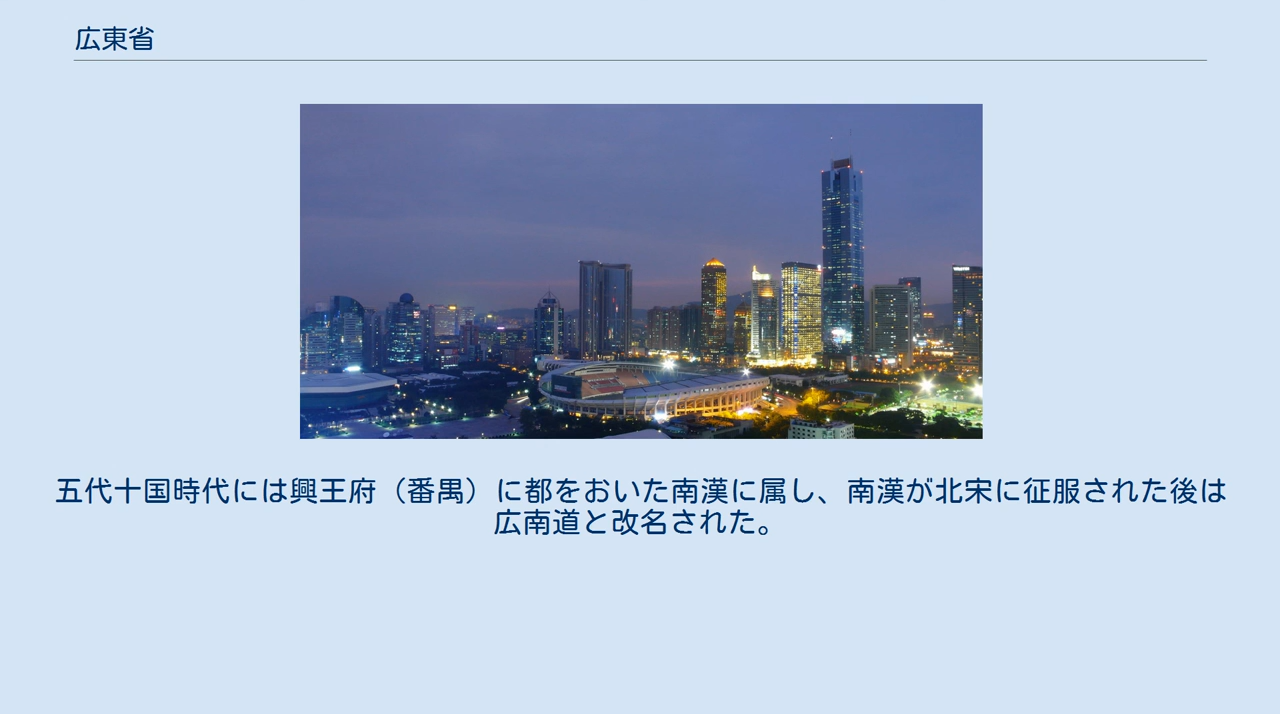 広東省
五代十国時代には興王府（番禺）に都をおいた南漢に属し、南漢が北宋に征服された後は
広南道と改名された。